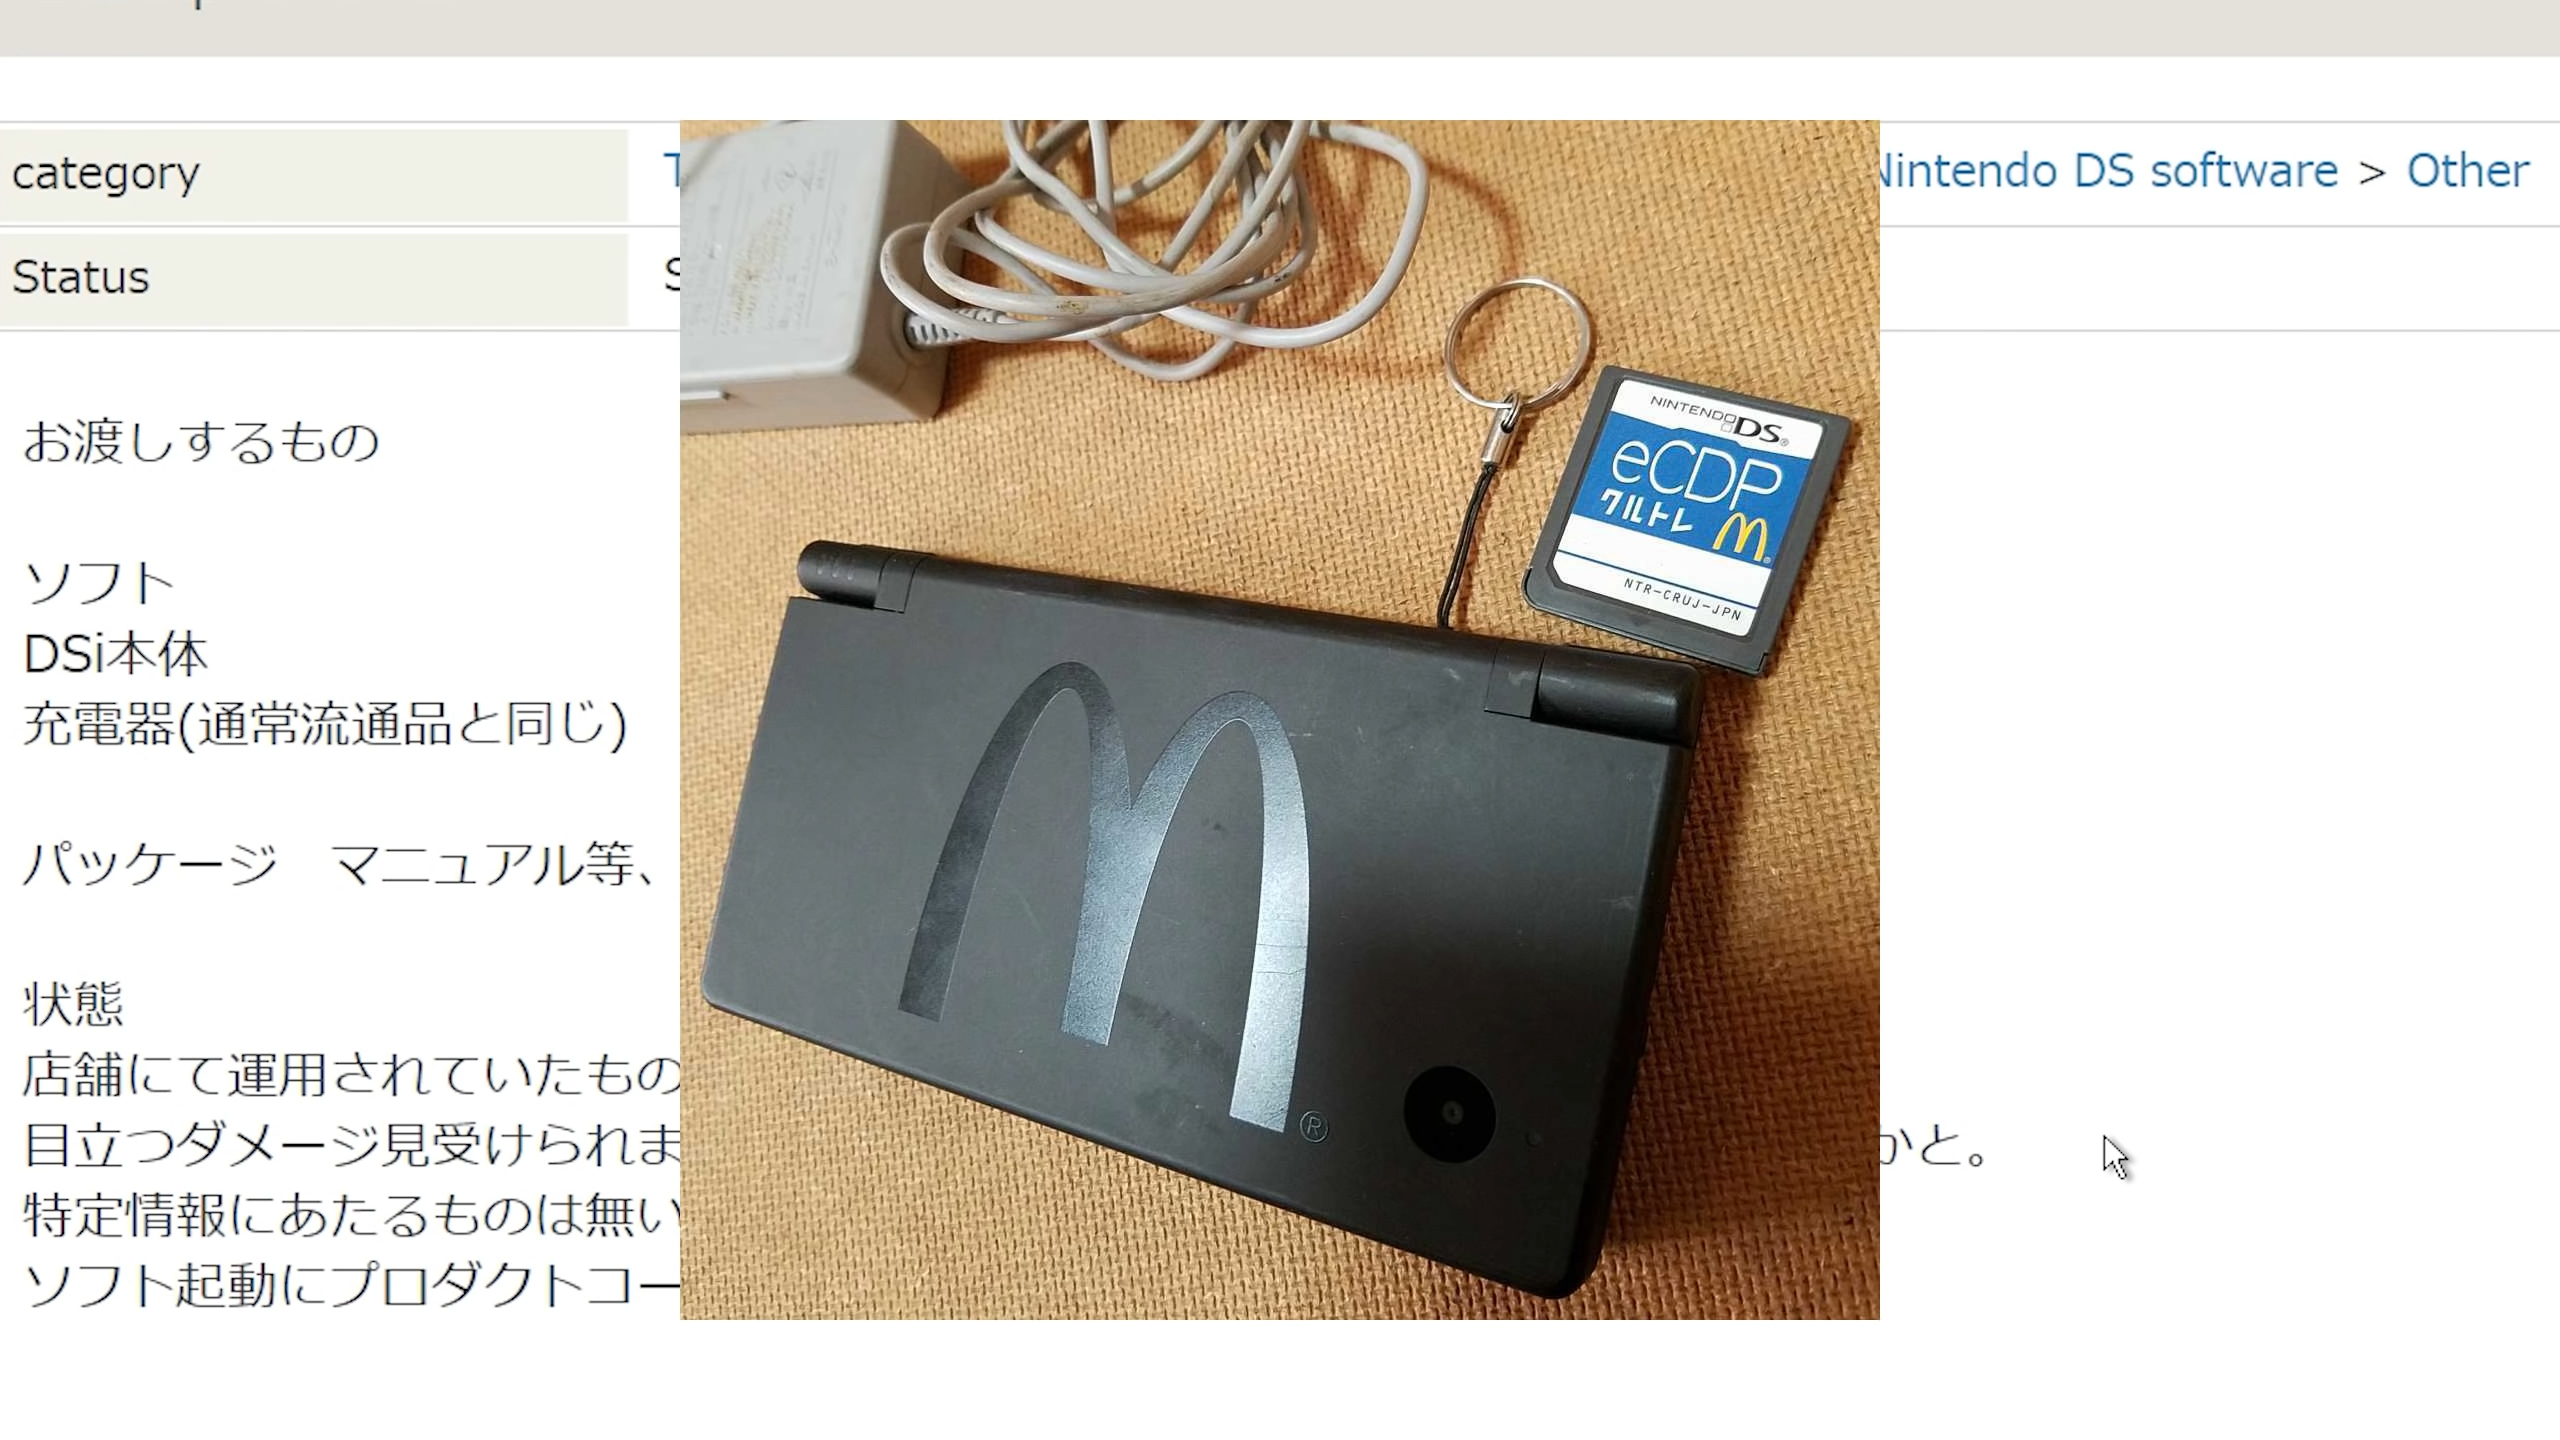 category
Nintendo DS software > Other
Status
お渡しするもの
ソフト
DSi本体
充電器(通常流通品と同じ)
パッケージ　マニュアル等、
状態
店舗にて運用されていたもの
目立つダメージ見受けられま
かと。
特定情報にあたるものは無い
ソフト起動にプロダクトコー
NINTENDO DS®
eCDP
クルトレ
M
NTR-CRUJ-JPN
M
®